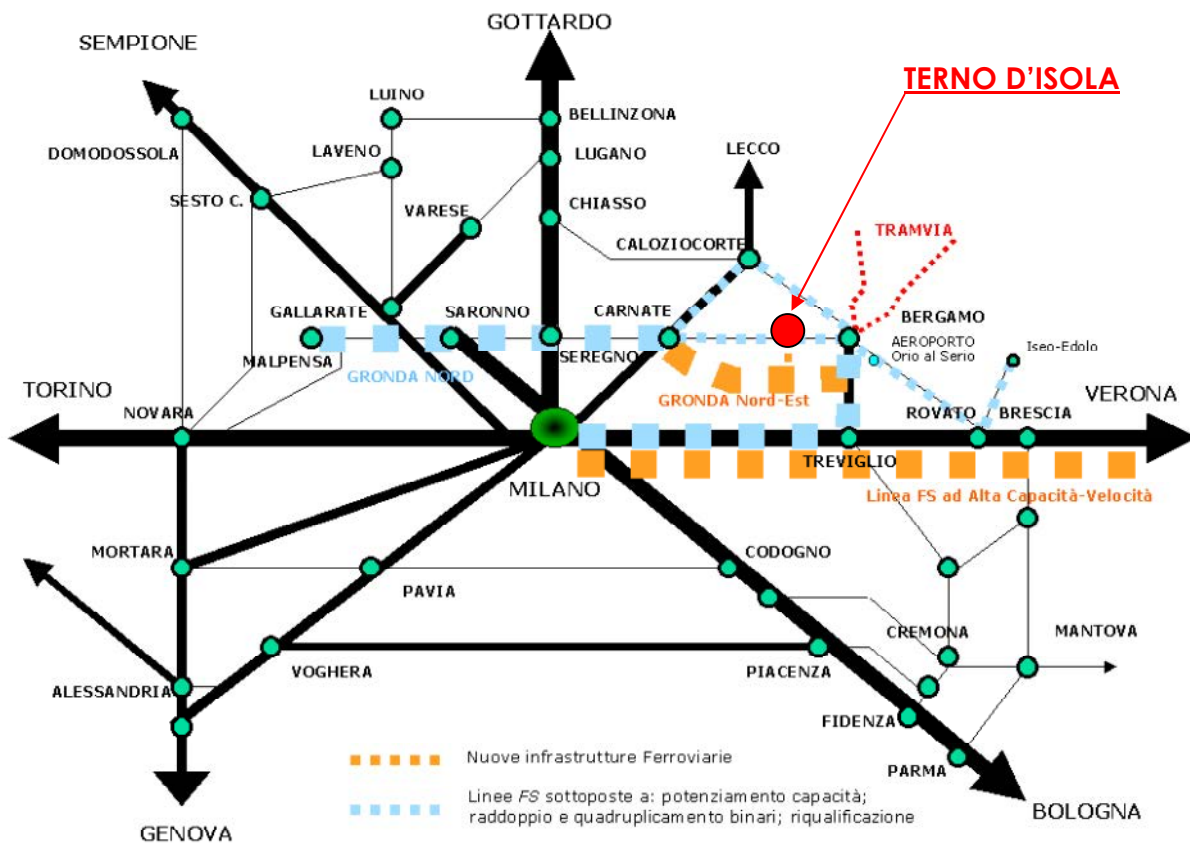 GOTTARDO
SEMPIONE
TERNO D'ISOLA
LUINO
BELLINZONA
DOMODOSSOLA
LAVENO
LUGANO
LECCO
SESTO C.
VARESE
CHIASSO
TRAMVIA
CALOZIOCORTE
GALLARATE
SARONNO
CARNATE
BERGAMO
SEREGNO
AEROPORTO
Orio al Serio
Iseo-Edolo
MALPENSA
GRONDA NORD
GRONDA Nord-Est
TORINO
VERONA
NOVARA
ROVATO
BRESCIA
TREVIGLIO
MILANO
Linea FS ad Alta Capacità-Velocità
MORTARA
CODOGNO
PAVIA
CREMONA
MANTOVA
VOGHERA
PIACENZA
ALESSANDRIA
FIDENZA
PARMA
Nuove infrastrutture Ferroviarie
Linee FS sottoposte a: potenziamento capacità;
raddoppio e quadruplicamento binari; riqualificazione
BOLOGNA
GENOVA